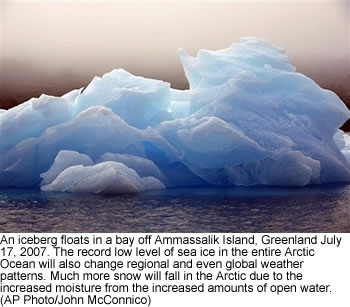 An iceberg floats in a bay off Ammassalik Island, Greenland July
17, 2007. The record low level of sea ice in the entire Arctic
Ocean will also change regional and even global weather
patterns. Much more snow will fall in the Arctic due to the
increased moisture from the increased amounts of open water.
(AP Photo/John McConnico)